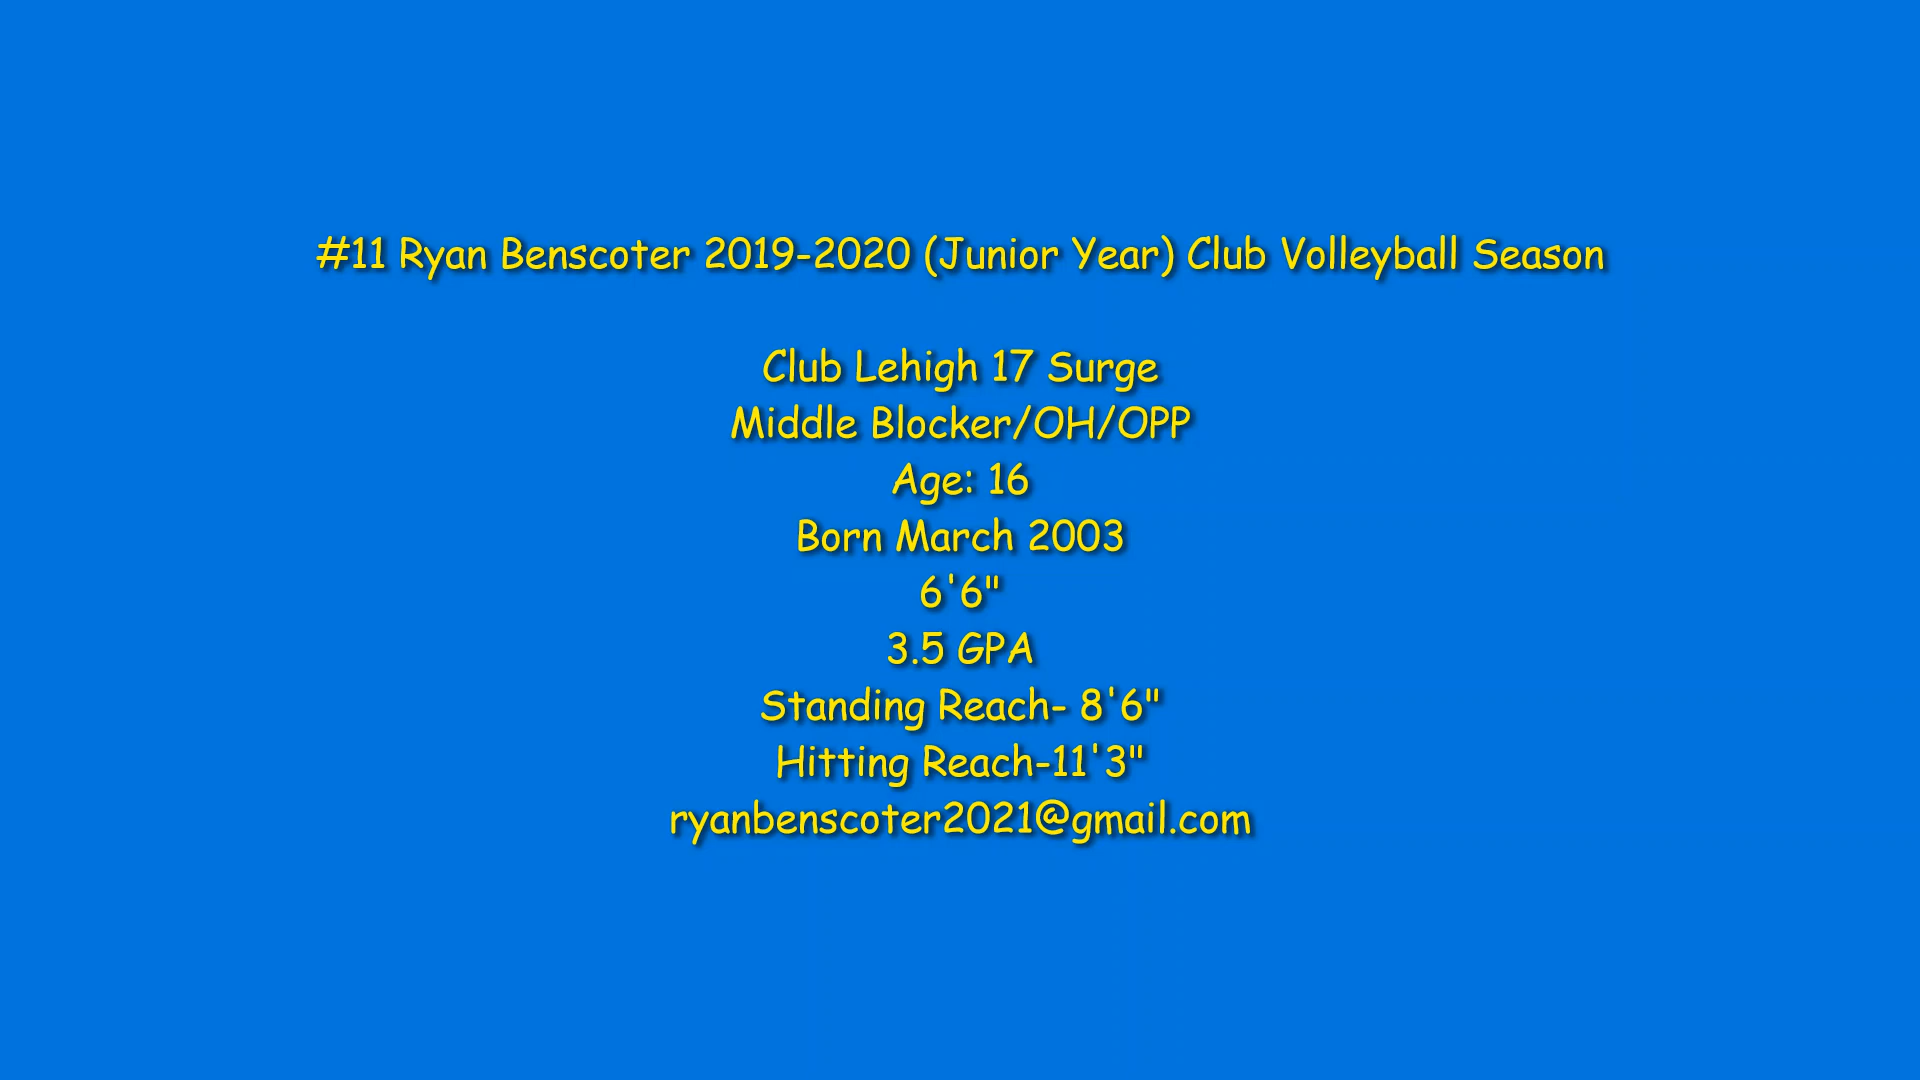 #11 Ryan Benscoter 2019-2020 (Junior Year) Club Volleyball Season
Club Lehigh 17 Surge
Middle Blocker/OH/OPP
Age: 16
Born March 2003
6'6"
3.5 GPA
Standing Reach- 8'6"
Hitting Reach-11'3"
ryanbenscoter2021@gmail.com